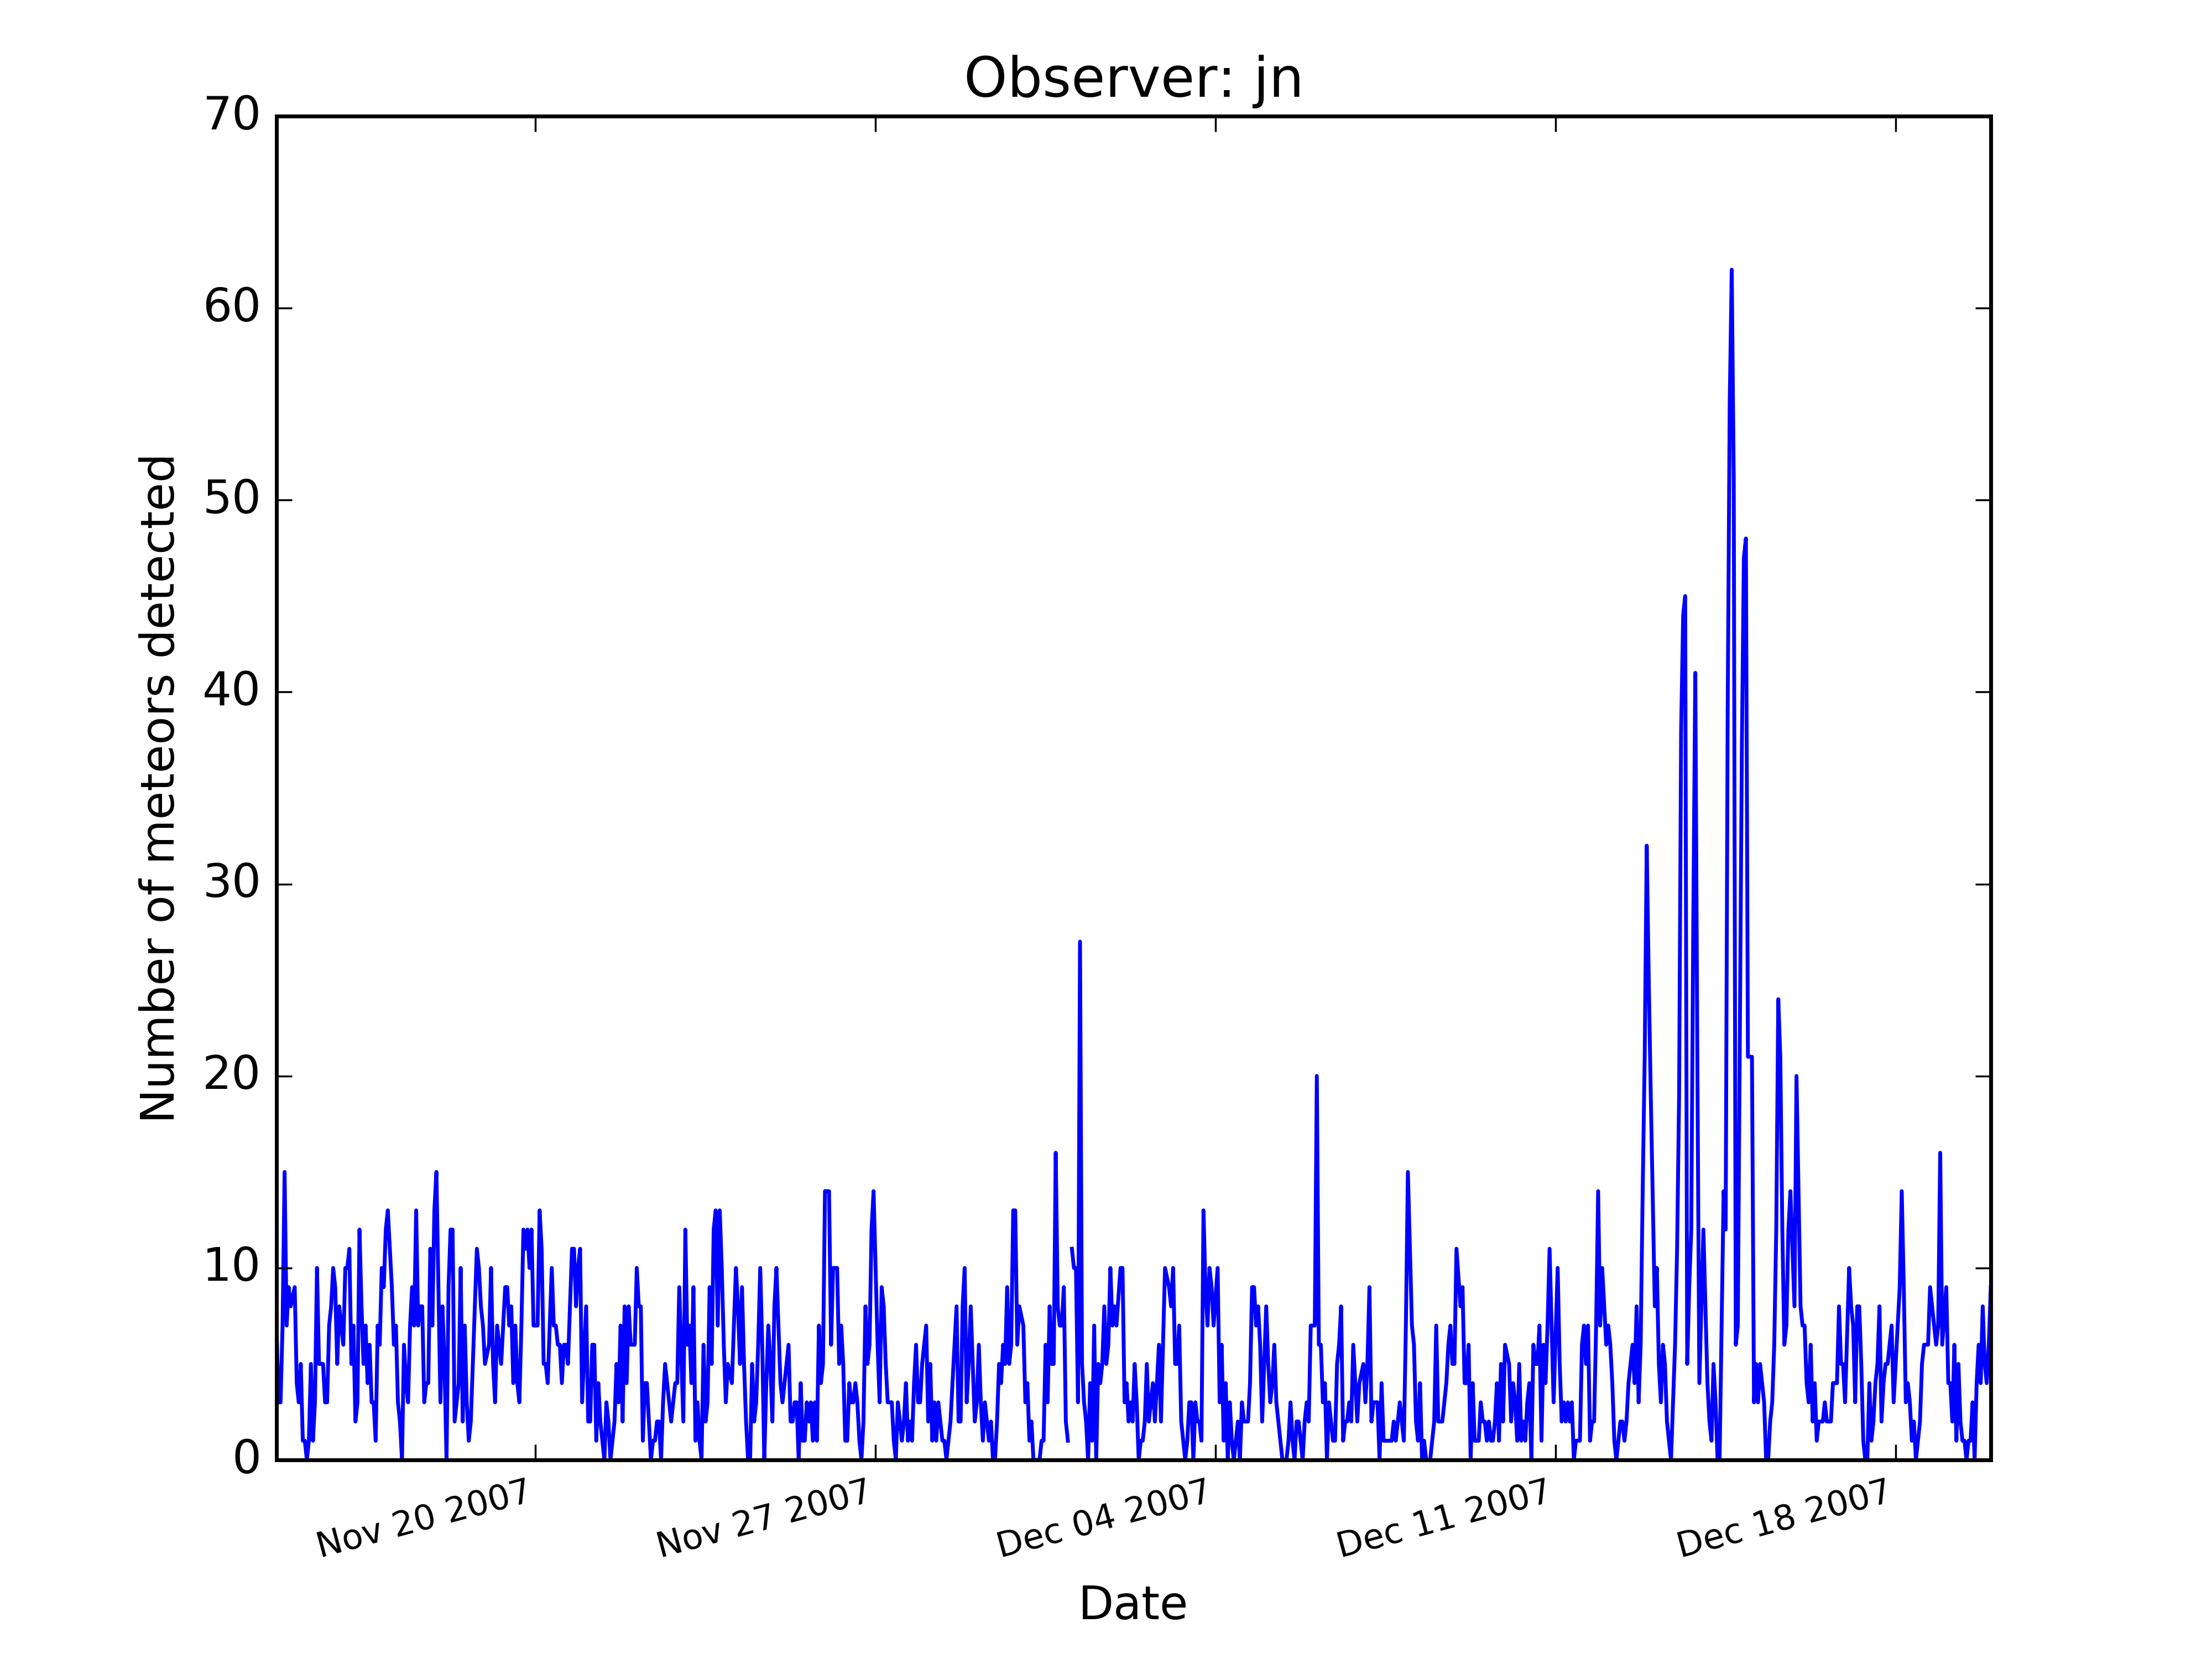 Observer: jn
70
60
50
40
30
20
10
0
Number of meteors detected
Nov 20 2007
Nov 27 2007
Dec 04 2007
Dec 11 2007
Dec 18 2007
Date